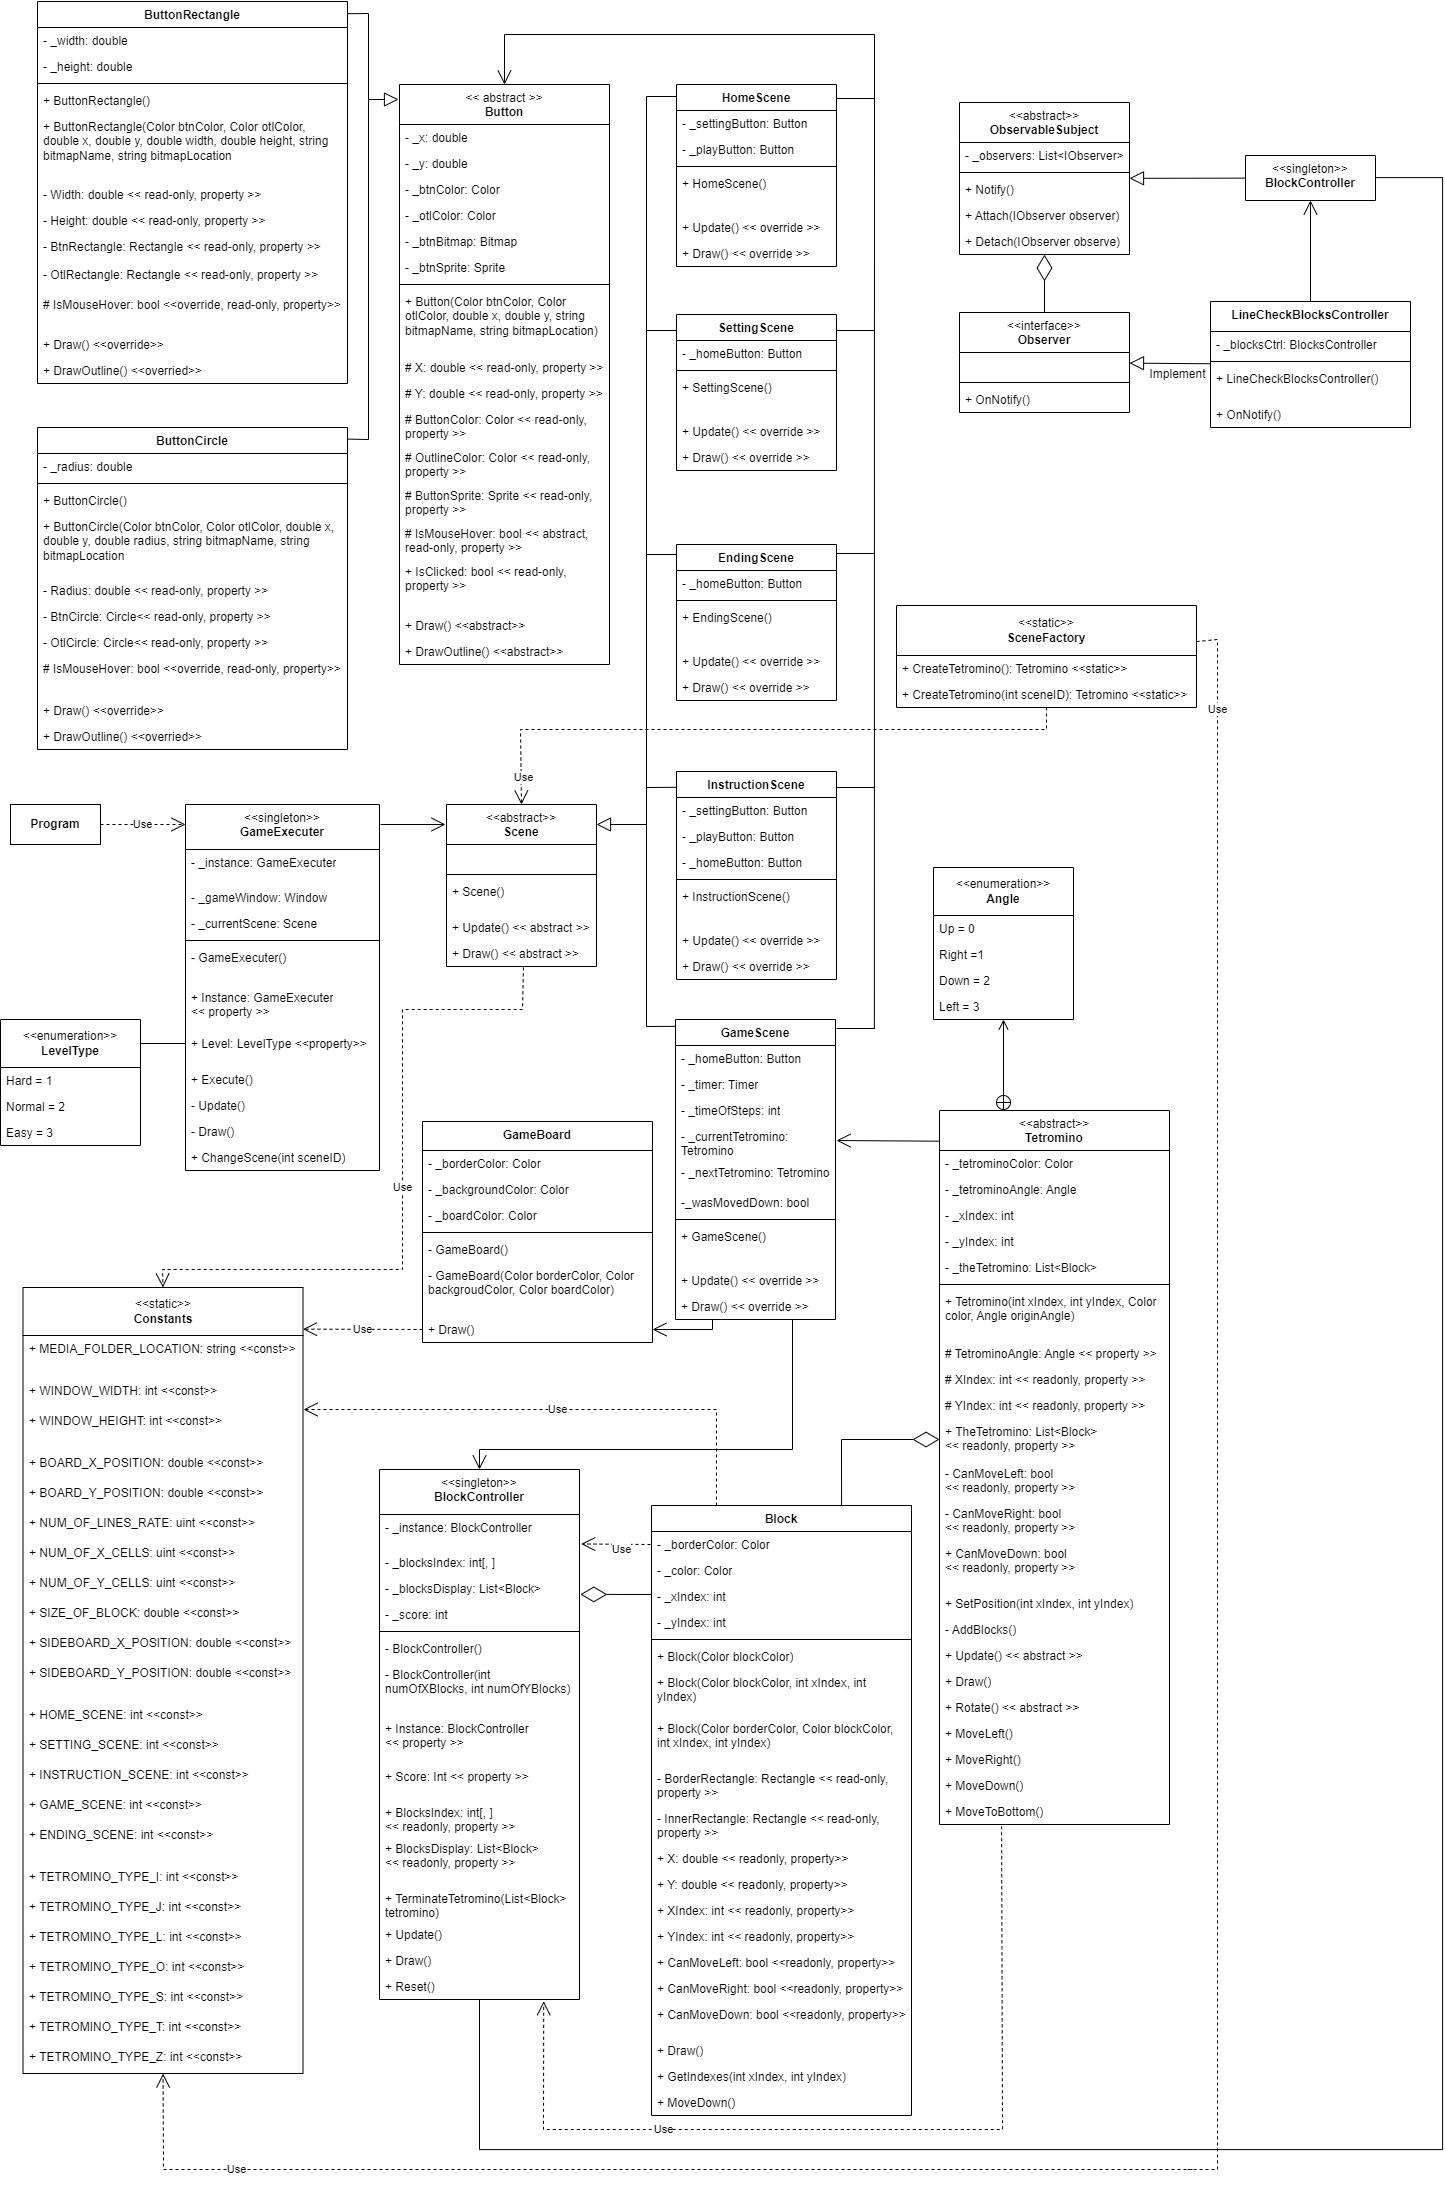 ButtonRectangle
- _width: double
- _height: double
+ ButtonRectangle()
+ ButtonRectangle(Color btnColor, Color otlColor,
double x, double y, double width, double height, string
bitmapName, string bitmapLocation
- Width: double << read-only, property >>
- Height: double << read-only, property >>
- BtnRectangle: Rectangle << read-only, property >>
- OtlRectangle: Rectangle << read-only, property >>
# IsMouseHover: bool <<override, read-only, property>>
+ Draw() <<override>>
+ DrawOutline() <<overried>>
ButtonCircle
- _radius: double
+ ButtonCircle()
+ ButtonCircle(Color btnColor, Color otlColor, double x,
double y, double radius, string bitmapName, string
bitmapLocation
- Radius: double << read-only, property >>
- BtnCircle: Circle<< read-only, property >>
- OtlCircle: Circle<< read-only, property >>
# IsMouseHover: bool <<override, read-only, property>>
+ Draw() <<override>>
+ DrawOutline() <<overried>>
<< abstract >>
Button
- _x: double
- _y: double
- _btnColor: Color
- _otlColor: Color
- _btnBitmap: Bitmap
- _btnSprite: Sprite
+ Button(Color btnColor, Color
otlColor, double x, double y, string
bitmapName, string bitmapLocation)
# X: double << read-only, property >>
# Y: double << read-only, property >>
# ButtonColor: Color << read-only,
property >>
# OutlineColor: Color << read-only,
property >>
# ButtonSprite: Sprite << read-only,
property >>
# IsMouseHover: bool << abstract,
read-only, property >>
+ IsClicked: bool << read-only,
property >>
+ Draw() <<abstract>>
+ DrawOutline() <<abstract>>
HomeScene
- _settingButton: Button
- _playButton: Button
+ HomeScene()
+ Update() << override >>
+ Draw() << override >>
SettingScene
- _homeButton: Button
+ SettingScene()
+ Update() << override >>
+ Draw() << override >>
EndingScene
- _homeButton: Button
+ EndingScene()
+ Update() << override >>
+ Draw() << override >>
InstructionScene
- _settingButton: Button
- _playButton: Button
- _homeButton: Button
+ InstructionScene()
+ Update() << override >>
+ Draw() << override >>
GameScene
- _homeButton: Button
- _timer: Timer
- _timeOfSteps: int
- _currentTetromino:
Tetromino
- _nextTetromino: Tetromino
-_wasMovedDown: bool
+ GameScene()
+ Update() << override >>
+ Draw() << override >>
<<abstract>>
ObservableSubject
- _observers: List<IObserver>
+ Notify()
+ Attach(IObserver observer)
+ Detach(IObserver observe)
<<singleton>>
BlockController
<<interface>>
Observer
+ OnNotify()
Implement
LineCheckBlocksController
- _blocksCtrl: BlocksController
+ LineCheckBlocksController()
+ OnNotify()
<<static>>
SceneFactory
+ CreateTetromino(): Tetromino <<static>>
+ CreateTetromino(int sceneID): Tetromino <<static>>
Use
Use
Program
Use
<<singleton>>
GameExecuter
- _instance: GameExecuter
- _gameWindow: Window
- _currentScene: Scene
- GameExecuter()
+ Instance: GameExecuter
<< property >>
+ Level: LevelType <<property>>
+ Execute()
- Update()
- Draw()
+ ChangeScene(int sceneID)
<<abstract>>
Scene
+ Scene()
+ Update() << abstract >>
+ Draw() << abstract >>
<<enumeration>>
LevelType
Hard = 1
Normal = 2
Easy = 3
<<enumeration>>
Angle
Up = 0
Right =1
Down = 2
Left = 3
GameBoard
- _borderColor: Color
- _backgroundColor: Color
- _boardColor: Color
- GameBoard()
- GameBoard(Color borderColor, Color
backgroudColor, Color boardColor)
+ Draw()
Use
Use
<<abstract>>
Tetromino
- _tetrominoColor: Color
- _tetrominoAngle: Angle
- _xIndex: int
- _yIndex: int
- _theTetromino: List<Block>
+ Tetromino(int xIndex, int yIndex, Color
color, Angle originAngle)
# TetrominoAngle: Angle << property >>
# XIndex: int << readonly, property >>
# YIndex: int << readonly, property >>
+ TheTetromino: List<Block>
<< readonly, property >>
- CanMoveLeft: bool
<< readonly, property >>
- CanMoveRight: bool
<< readonly, property >>
+ CanMoveDown: bool
<< readonly, property >>
+ SetPosition(int xIndex, int yIndex)
- AddBlocks()
+ Update() << abstract >>
+ Draw()
+ Rotate() << abstract >>
+ MoveLeft()
+ MoveRight()
+ MoveDown()
+ MoveToBottom()
<<static>>
Constants
+ MEDIA_FOLDER_LOCATION: string <<const>>
+ WINDOW_WIDTH: int <<const>>
+ WINDOW_HEIGHT: int <<const>>
+ BOARD_X_POSITION: double <<const>>
+ BOARD_Y_POSITION: double <<const>>
+ NUM_OF_LINES_RATE: uint <<const>>
+ NUM_OF_X_CELLS: uint <<const>>
+ NUM_OF_Y_CELLS: uint <<const>>
+ SIZE_OF_BLOCK: double <<const>>
+ SIDEBOARD_X_POSITION: double <<const>>
+ SIDEBOARD_Y_POSITION: double <<const>>
+ HOME_SCENE: int <<const>>
+ SETTING_SCENE: int <<const>>
+ INSTRUCTION_SCENE: int <<const>>
+ GAME_SCENE: int <<const>>
+ ENDING_SCENE: int <<const>>
+ TETROMINO_TYPE_I: int <<const>>
+ TETROMINO_TYPE_J: int <<const>>
+ TETROMINO_TYPE_L: int <<const>>
+ TETROMINO_TYPE_O: int <<const>>
+ TETROMINO_TYPE_S: int <<const>>
+ TETROMINO_TYPE_T: int <<const>>
+ TETROMINO_TYPE_Z: int <<const>>
Use
<<singleton>>
BlockController
- _instance: BlockController
- _blocksIndex: int[, ]
- _blocksDisplay: List<Block>
- _score: int
- BlockController()
- BlockController(int
numOfXBlocks, int numOfYBlocks)
+ Instance: BlockController
<< property >>
+ Score: Int << property >>
+ BlocksIndex: int[, ]
<< readonly, property >>
+ BlocksDisplay: List<Block>
<< readonly, property >>
+ TerminateTetromino(List<Block>
tetromino)
+ Update()
+ Draw()
+ Reset()
Use
Block
- _borderColor: Color
- _color: Color
- _xIndex: int
- _yIndex: int
+ Block(Color blockColor)
+ Block(Color blockColor, int xIndex, int
yIndex)
+ Block(Color borderColor, Color blockColor,
int xIndex, int yIndex)
- BorderRectangle: Rectangle << read-only,
property >>
- InnerRectangle: Rectangle << read-only,
property >>
+ X: double << readonly, property>>
+ Y: double << readonly, property>>
+ XIndex: int << readonly, property>>
+ YIndex: int << readonly, property>>
+ CanMoveLeft: bool <<readonly, property>>
+ CanMoveRight: bool <<readonly, property>>
+ CanMoveDown: bool <<readonly, property>>
+ Draw()
+ GetIndexes(int xIndex, int yIndex)
+ MoveDown()
Use
Use